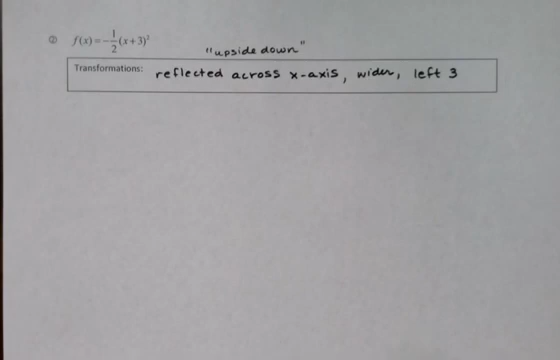 ② f(x) = -1/2(x+3)²
"upside down"
Transformations: reflected across x-axis, wider, left 3